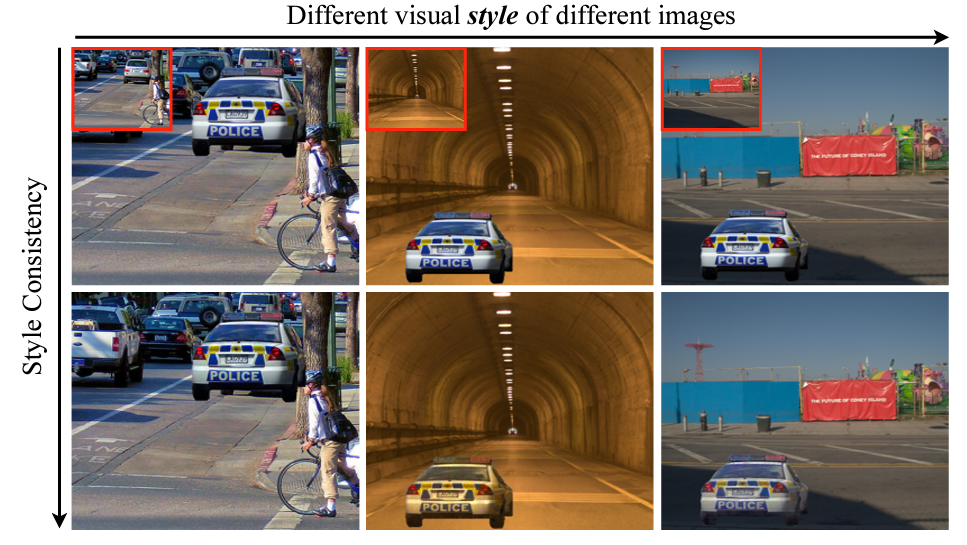 Different visual style of different images
Style Consistency
POLICE
POLICE
THE FUTURE OF CONEY ISLAND
POLICE
POLICE
POLICE
THE FUTURE OF CONEY ISLAND
POLICE